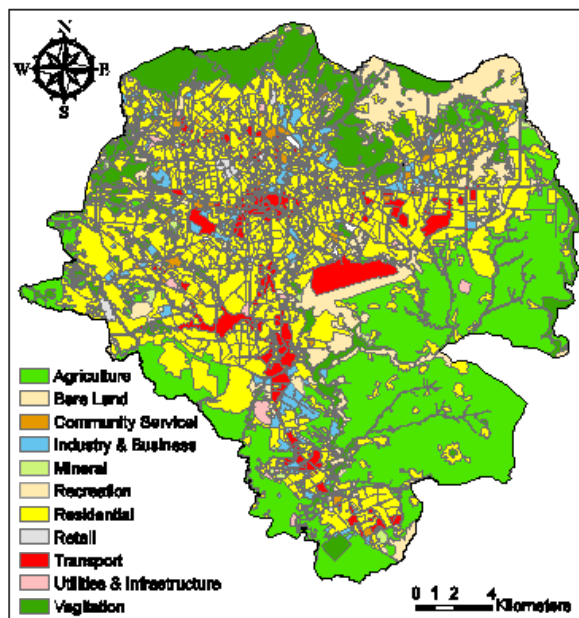 N
W E
S
Agriculture
Bare Land
Community Servicel
Industry & Business
Mineral
Recreation
Residential
Retail
Transport
Utilities & Infrastructure
Vegitation
0 1 2 4
Kilometers